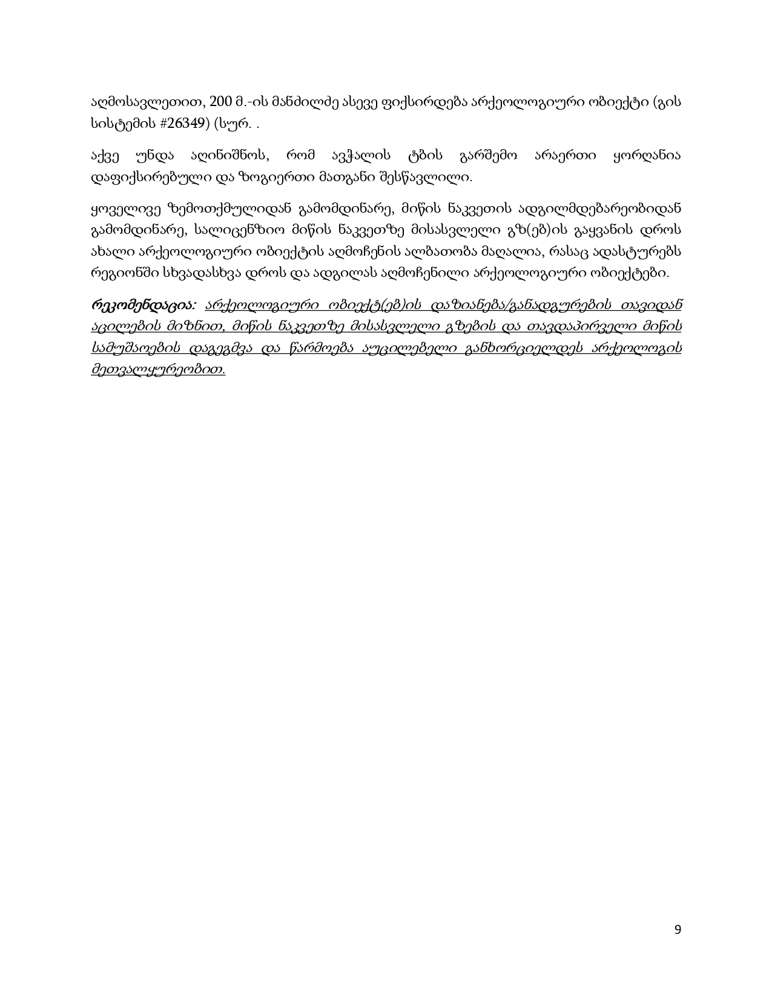 აღმოსავლეთით, 200 მ.-ის მანძილძე ასევე ფიქსირდება არქეოლოგიური ობიექტი (გის
სისტემის #26349) (სურ. .
აქვე უნდა აღინიშნოს, რომ ავჭალის ტბის გარშემო არაერთი ყორღანია
დაფიქსირებული და ზოგიერთი მათგანი შესწავლილი.
ყოველივე ზემოთქმულიდან გამომდინარე, მიწის ნაკვეთის ადგილმდებარეობიდან
გამომდინარე, სალიცენზიო მიწის ნაკვეთზე მისასვლელი გზ(ებ)ის გაყვანის დროს
ახალი არქეოლოგიური ობიექტის აღმოჩენის ალბათობა მაღალია, რასაც ადასტურებს
რეგიონში სხვადასხვა დროს და ადგილას აღმოჩენილი არქეოლოგიური ობიექტები.
რეკომენდაცია: არქეოლოგიური ობიექტ(ებ)ის დაზიანება/განადგურების თავიდან
აცილების მიზნით, მიწის ნაკვეთზე მისასვლელი გზების და თავდაპირველი მიწის
სამუშაოების დაგეგმვა და წარმოება აუცილებელი განხორციელდეს არქეოლოგის
მეთვალყურეობით.
9